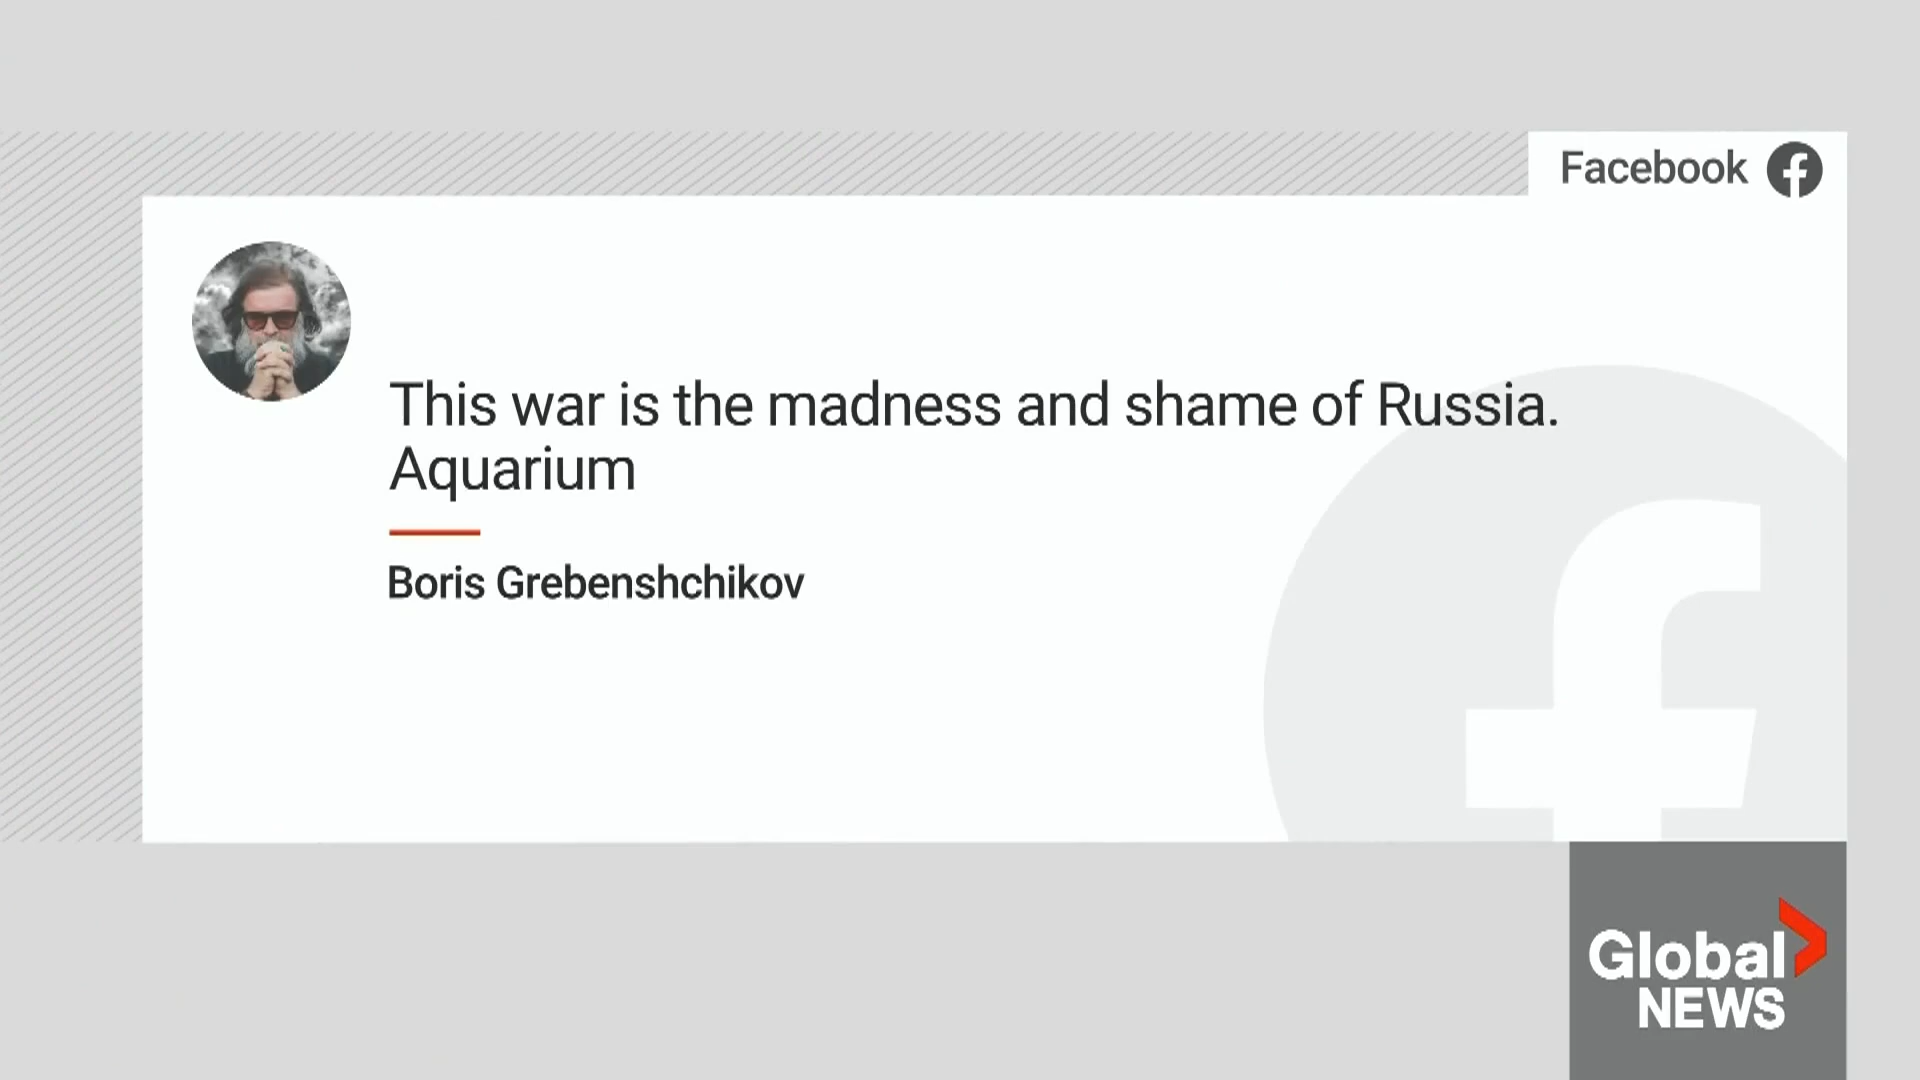 Facebook
This war is the madness and shame of Russia.
Aquarium
Boris Grebenshchikov
Global
NEWS